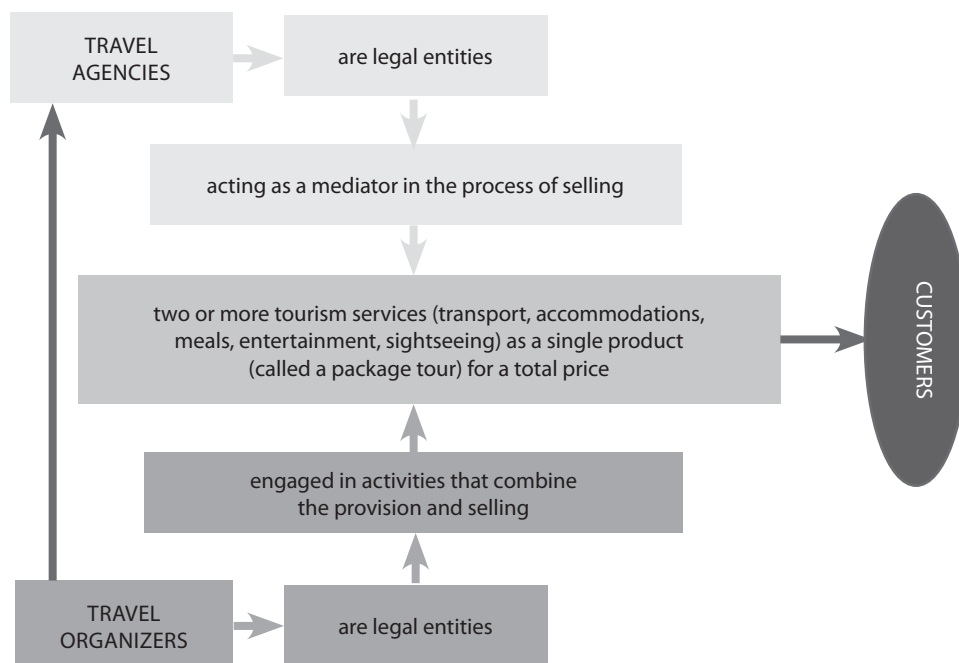 TRAVEL
AGENCIES
are legal entities
acting as a mediator in the process of selling
two or more tourism services (transport, accommodations,
meals, entertainment, sightseeing) as a single product
(called a package tour) for a total price
CUSTOMERS
engaged in activities that combine
the provision and selling
TRAVEL
ORGANIZERS
are legal entities